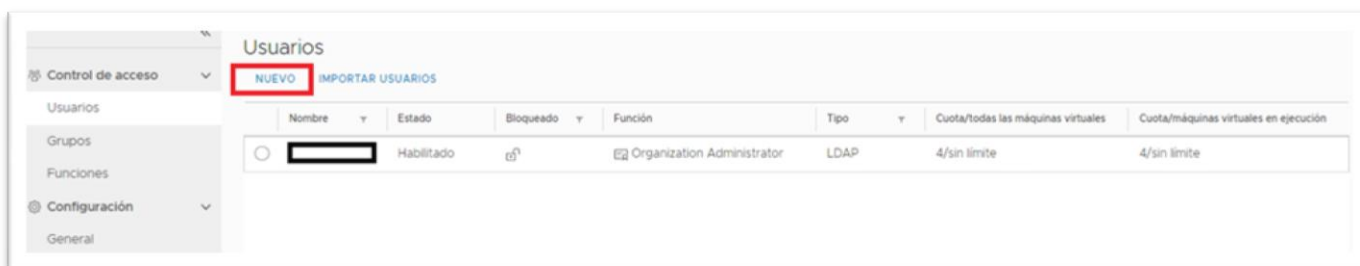 Usuarios
Control de acceso
NUEVO IMPORTAR USUARIOS
Usuarios
Nombre Estado Bloqueado Función Tipo Cuota/todas las máquinas virtuales Cuota/máquinas virtuales en ejecución
Grupos
Habilitado Organization Administrator LDAP 4/sin límite 4/sin límite
Funciones
Configuración
General